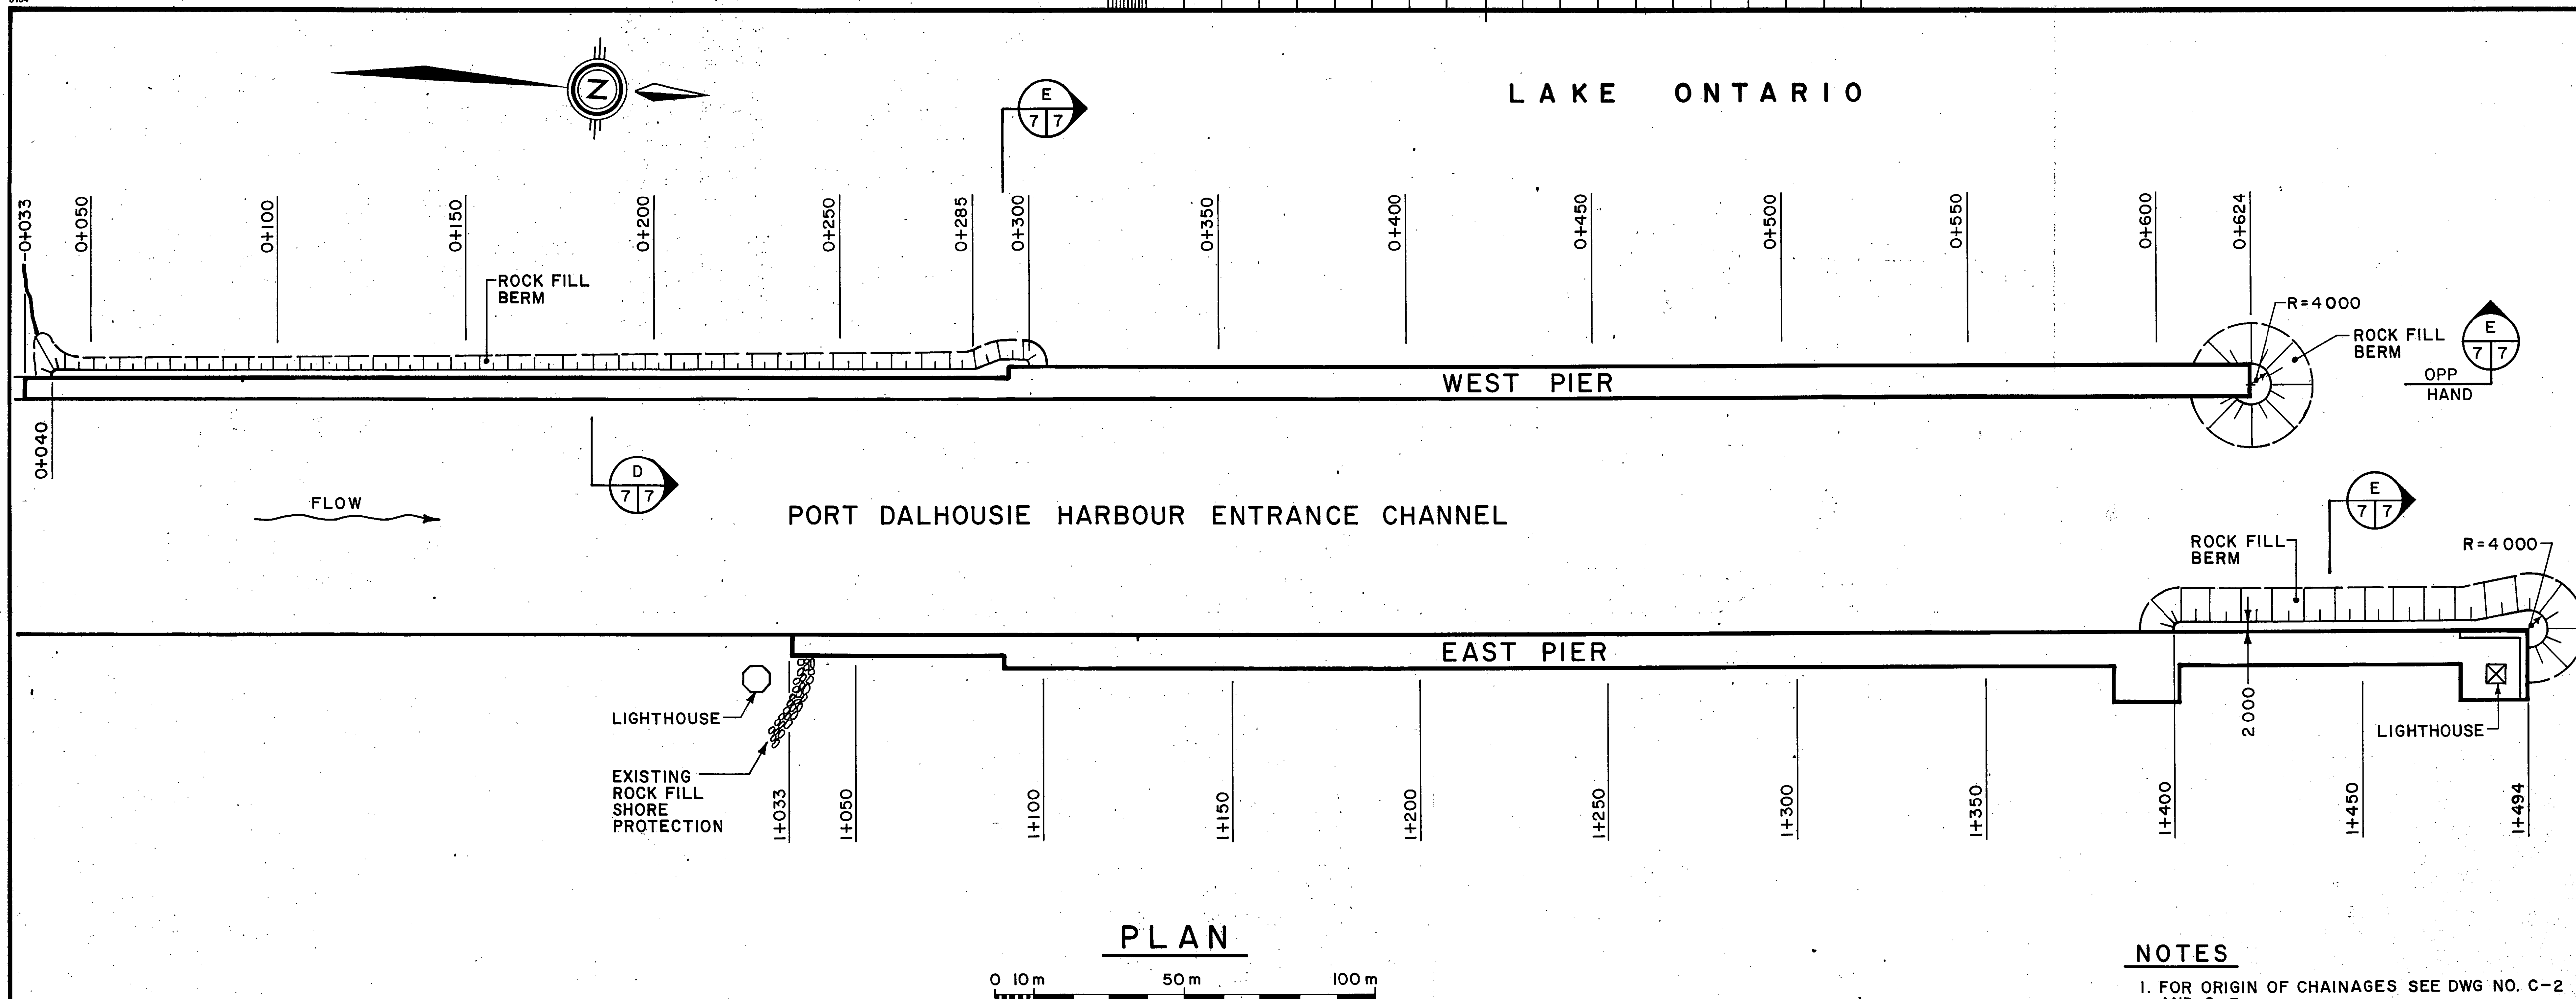 Z
E
7 7
LAKE ONTARIO
0+033
0+050
0+100
0+150
0+200
0+250
0+285
0+300
0+350
0+400
0+450
0+500
0+550
0+600
0+624
ROCK FILL
BERM
R=4000
ROCK FILL
BERM
E
7 7
OPP
HAND
WEST PIER
0+040
FLOW
D
7 7
PORT DALHOUSIE HARBOUR ENTRANCE CHANNEL
E
7 7
ROCK FILL
BERM
R=4000
EAST PIER
LIGHTHOUSE
2000
LIGHTHOUSE
EXISTING
ROCK FILL
SHORE
PROTECTION
1+033
1+050
1+100
1+150
1+200
1+250
1+300
1+350
1+400
1+450
1+494
PLAN
0 10m 50m 100m
NOTES
1. FOR ORIGIN OF CHAINAGES SEE DWG NO. C-2